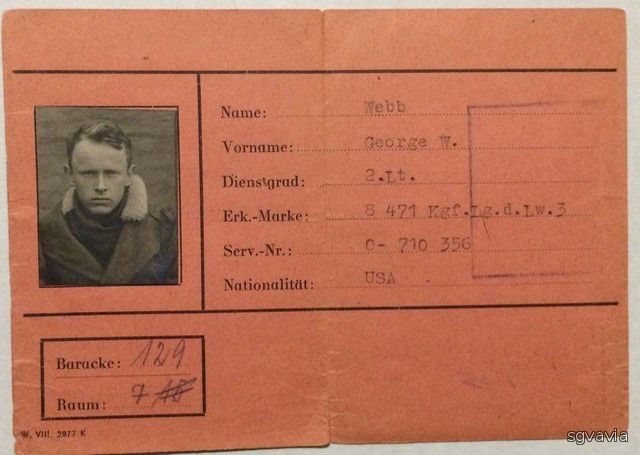 Name: Webb
Vorname: George W.
Dienstgrad: 2.Lt.
Erk.-Marke: 8 471 Kgf.Lg.d.Lw.3
Serv.-Nr.: O- 710 356
Nationalität: USA
Baracke: 129
Raum: 7
W. VIII. 2877 K
sgvavia